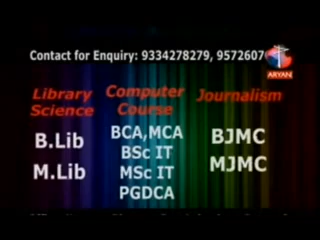 Contact for Enquiry: 9334278279, 9572607
ARYAN
Library Science
Computer Course
Journalism
B.Lib
M.Lib
BCA,MCA
BSc IT
MSc IT
PGDCA
BJMC
MJMC